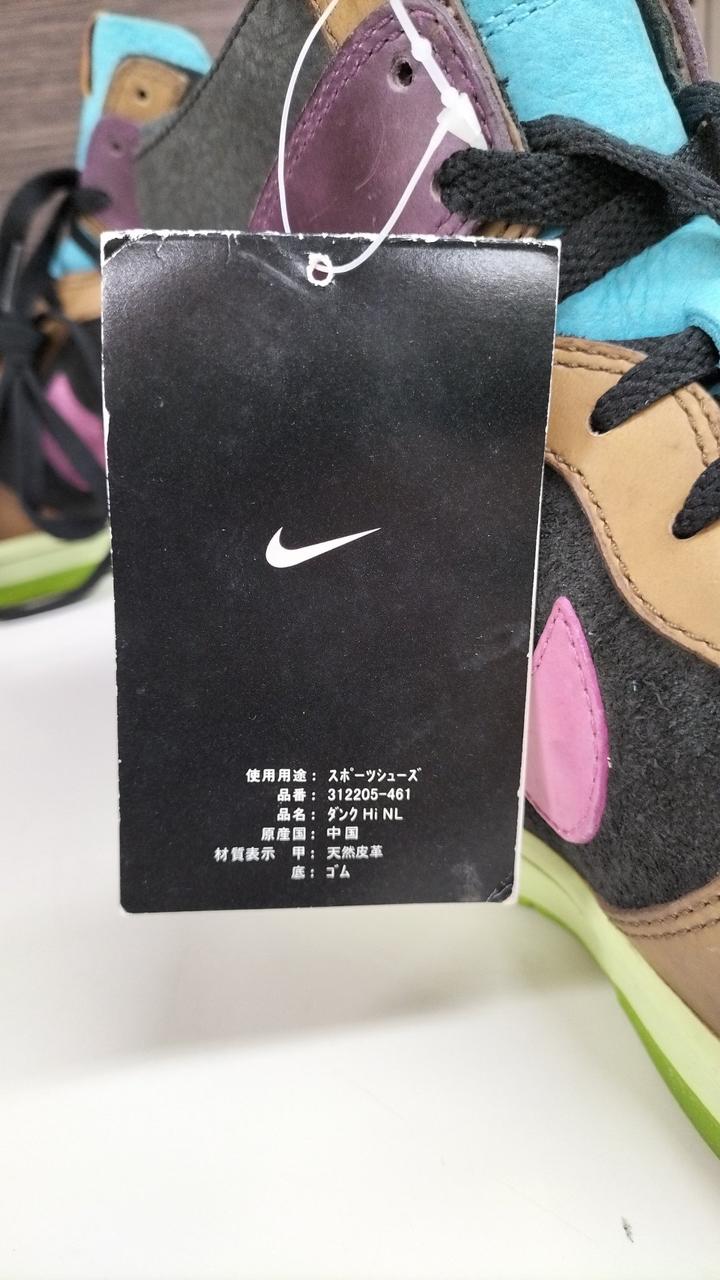 使用用途： スポーツシューズ
品番： 312205-461
品名： ダンク Hi NL
原産国： 中国
材質表示　甲： 天然皮革
底： ゴム